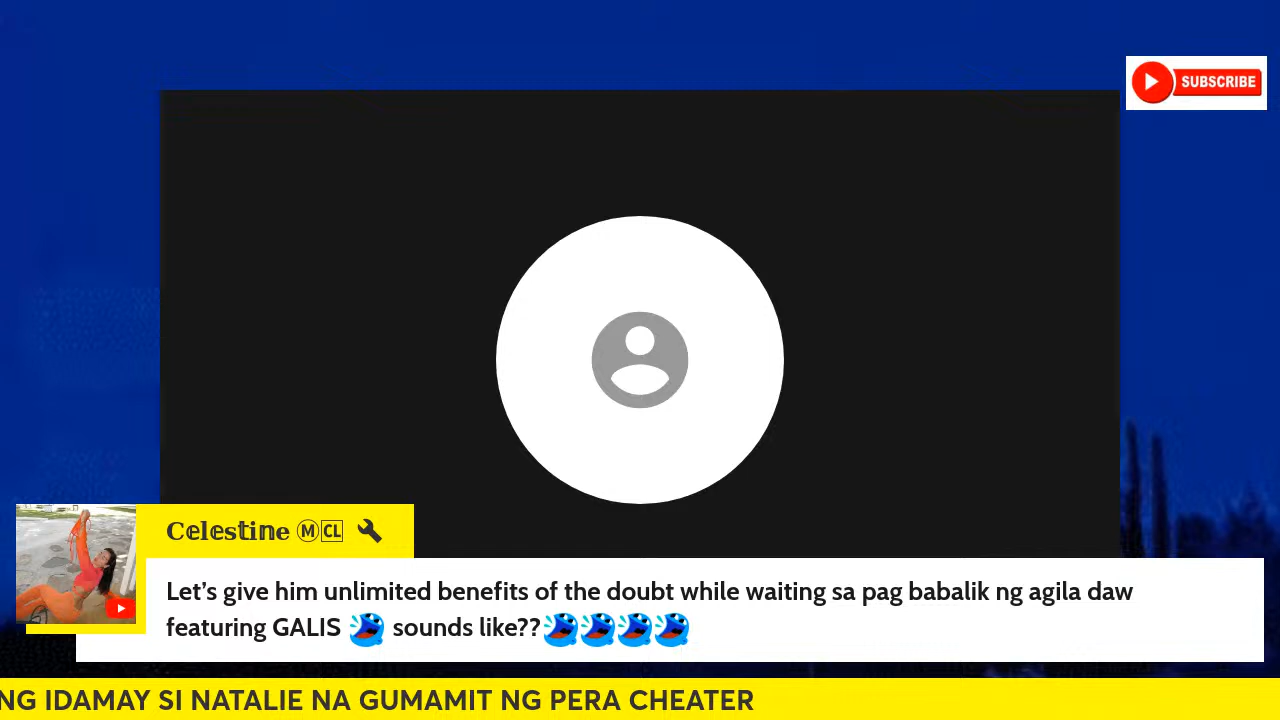 SUBSCRIBE
Celestine Ⓜ🄲🄻
Let’s give him unlimited benefits of the doubt while waiting sa pag babalik ng agila daw
featuring GALIS sounds like??
NG IDAMAY SI NATALIE NA GUMAMIT NG PERA CHEATER